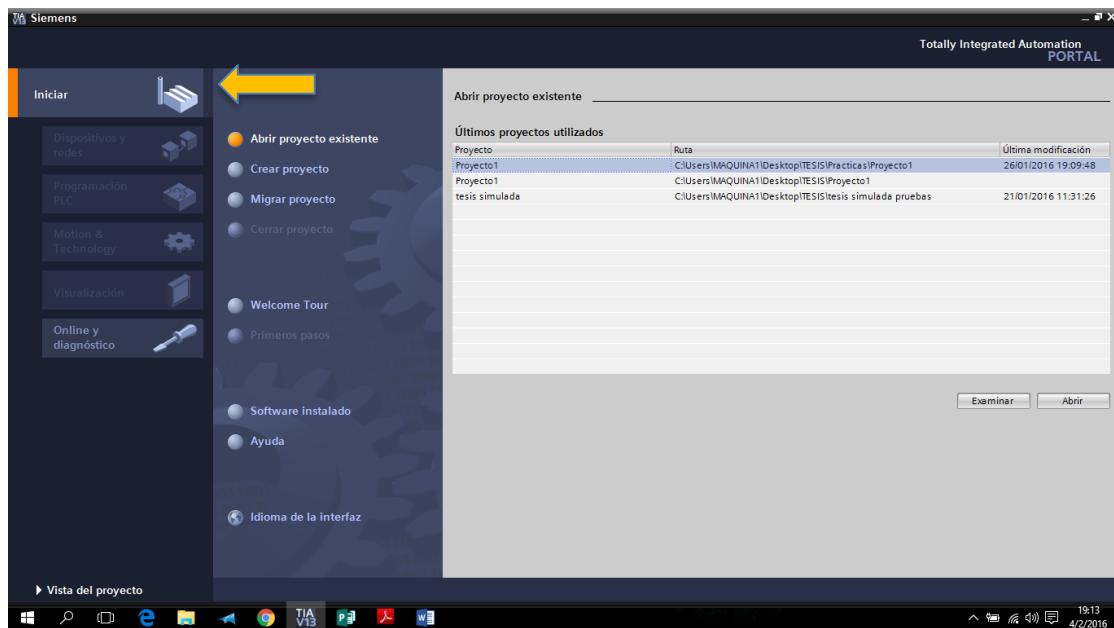 Siemens
Totally Integrated Automation
PORTAL
Iniciar
Dispositivos y
redes
Programación
PLC
Motion &
Technology
Visualización
Online y
diagnóstico
Vista del proyecto
Abrir proyecto existente
Crear proyecto
Migrar proyecto
Cerrar proyecto
Welcome Tour
Primeros pasos
Software instalado
Ayuda
Idioma de la interfaz
Abrir proyecto existente
Últimos proyectos utilizados
Proyecto Ruta Última modificación
Proyecto1 C:\Users\MAQUINA1\Desktop\TESIS\Practicas\Proyecto1 26/01/2016 19:09:48
Proyecto1 C:\Users\MAQUINA1\Desktop\TESIS\Proyecto1
tesis simulada C:\Users\MAQUINA1\Desktop\TESIS\tesis simulada pruebas 21/01/2016 11:31:26
Examinar Abrir
TIA
V13
19:13
4/2/2016